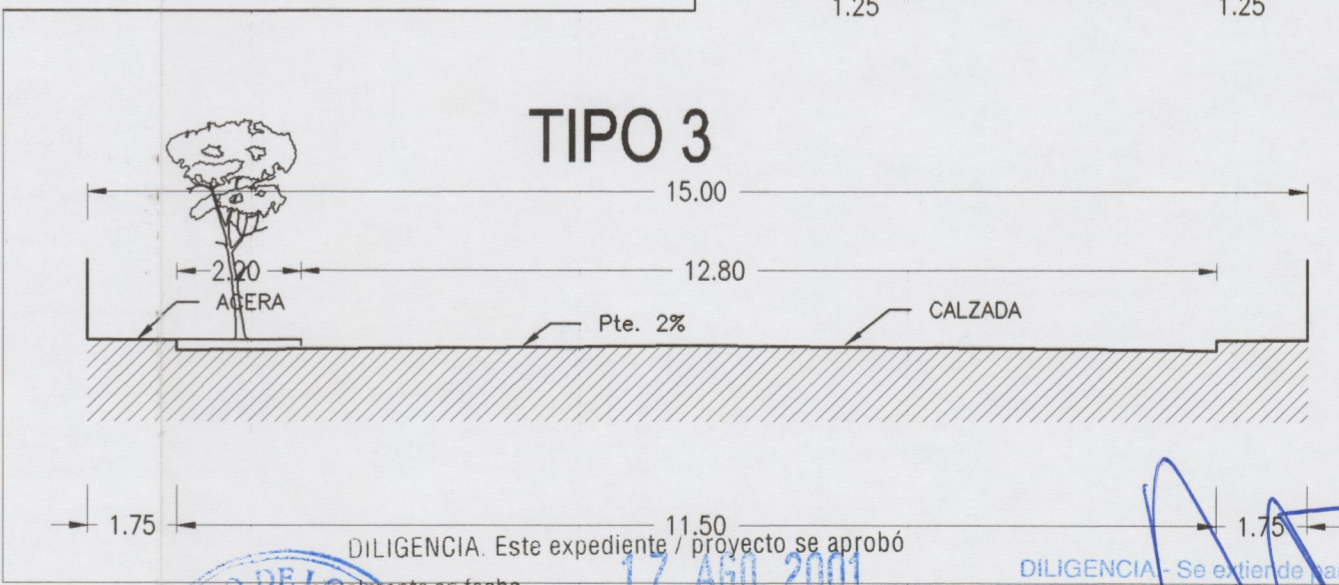 1.25 1.25
TIPO 3
15.00
2.20 12.80
ACERA Pte. 2% CALZADA
1.75 11.50 1.75
DILIGENCIA. Este expediente / proyecto se aprobó
17 AGO 2001
DILIGENCIA - Se extiende